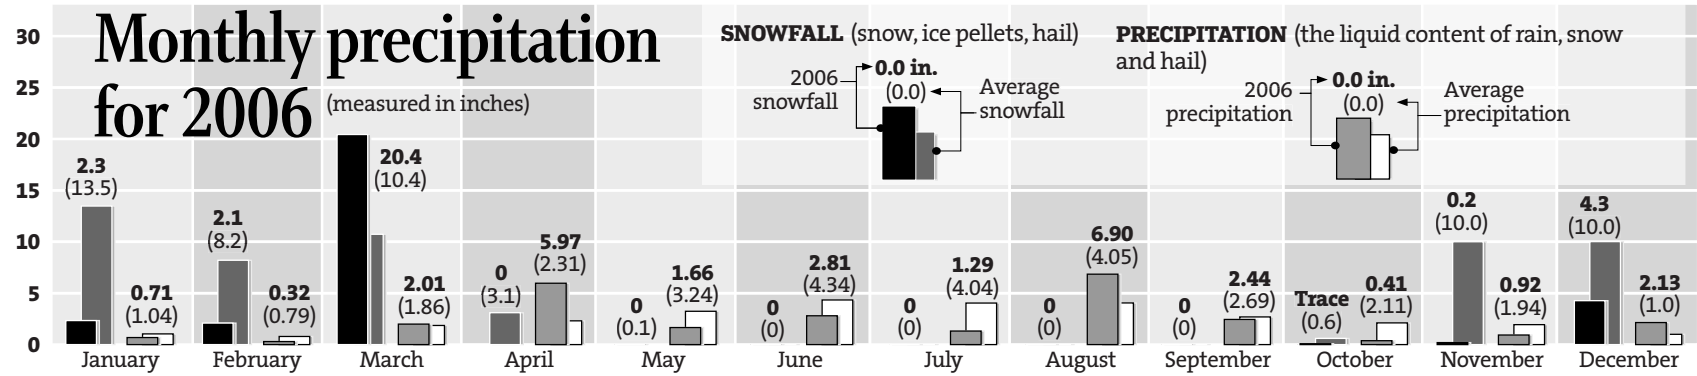 Monthly precipitation
for 2006 (measured in inches)
SNOWFALL (snow, ice pellets, hail)
2006
snowfall
0.0 in.
(0.0)
Average
snowfall
PRECIPITATION (the liquid content of rain, snow
and hail)
2006
precipitation
0.0 in.
(0.0)
Average
precipitation
30
25
20
15
10
5
0
2.3
(13.5)
0.71
(1.04)
January
2.1
(8.2)
0.32
(0.79)
February
20.4
(10.4)
2.01
(1.86)
March
0
(3.1)
5.97
(2.31)
April
0
(0.1)
1.66
(3.24)
May
0
(0)
2.81
(4.34)
June
0
(0)
1.29
(4.04)
July
0
(0)
6.90
(4.05)
August
0
(0)
2.44
(2.69)
September
Trace
(0.6)
0.41
(2.11)
October
0.2
(10.0)
0.92
(1.94)
November
4.3
(10.0)
2.13
(1.0)
December